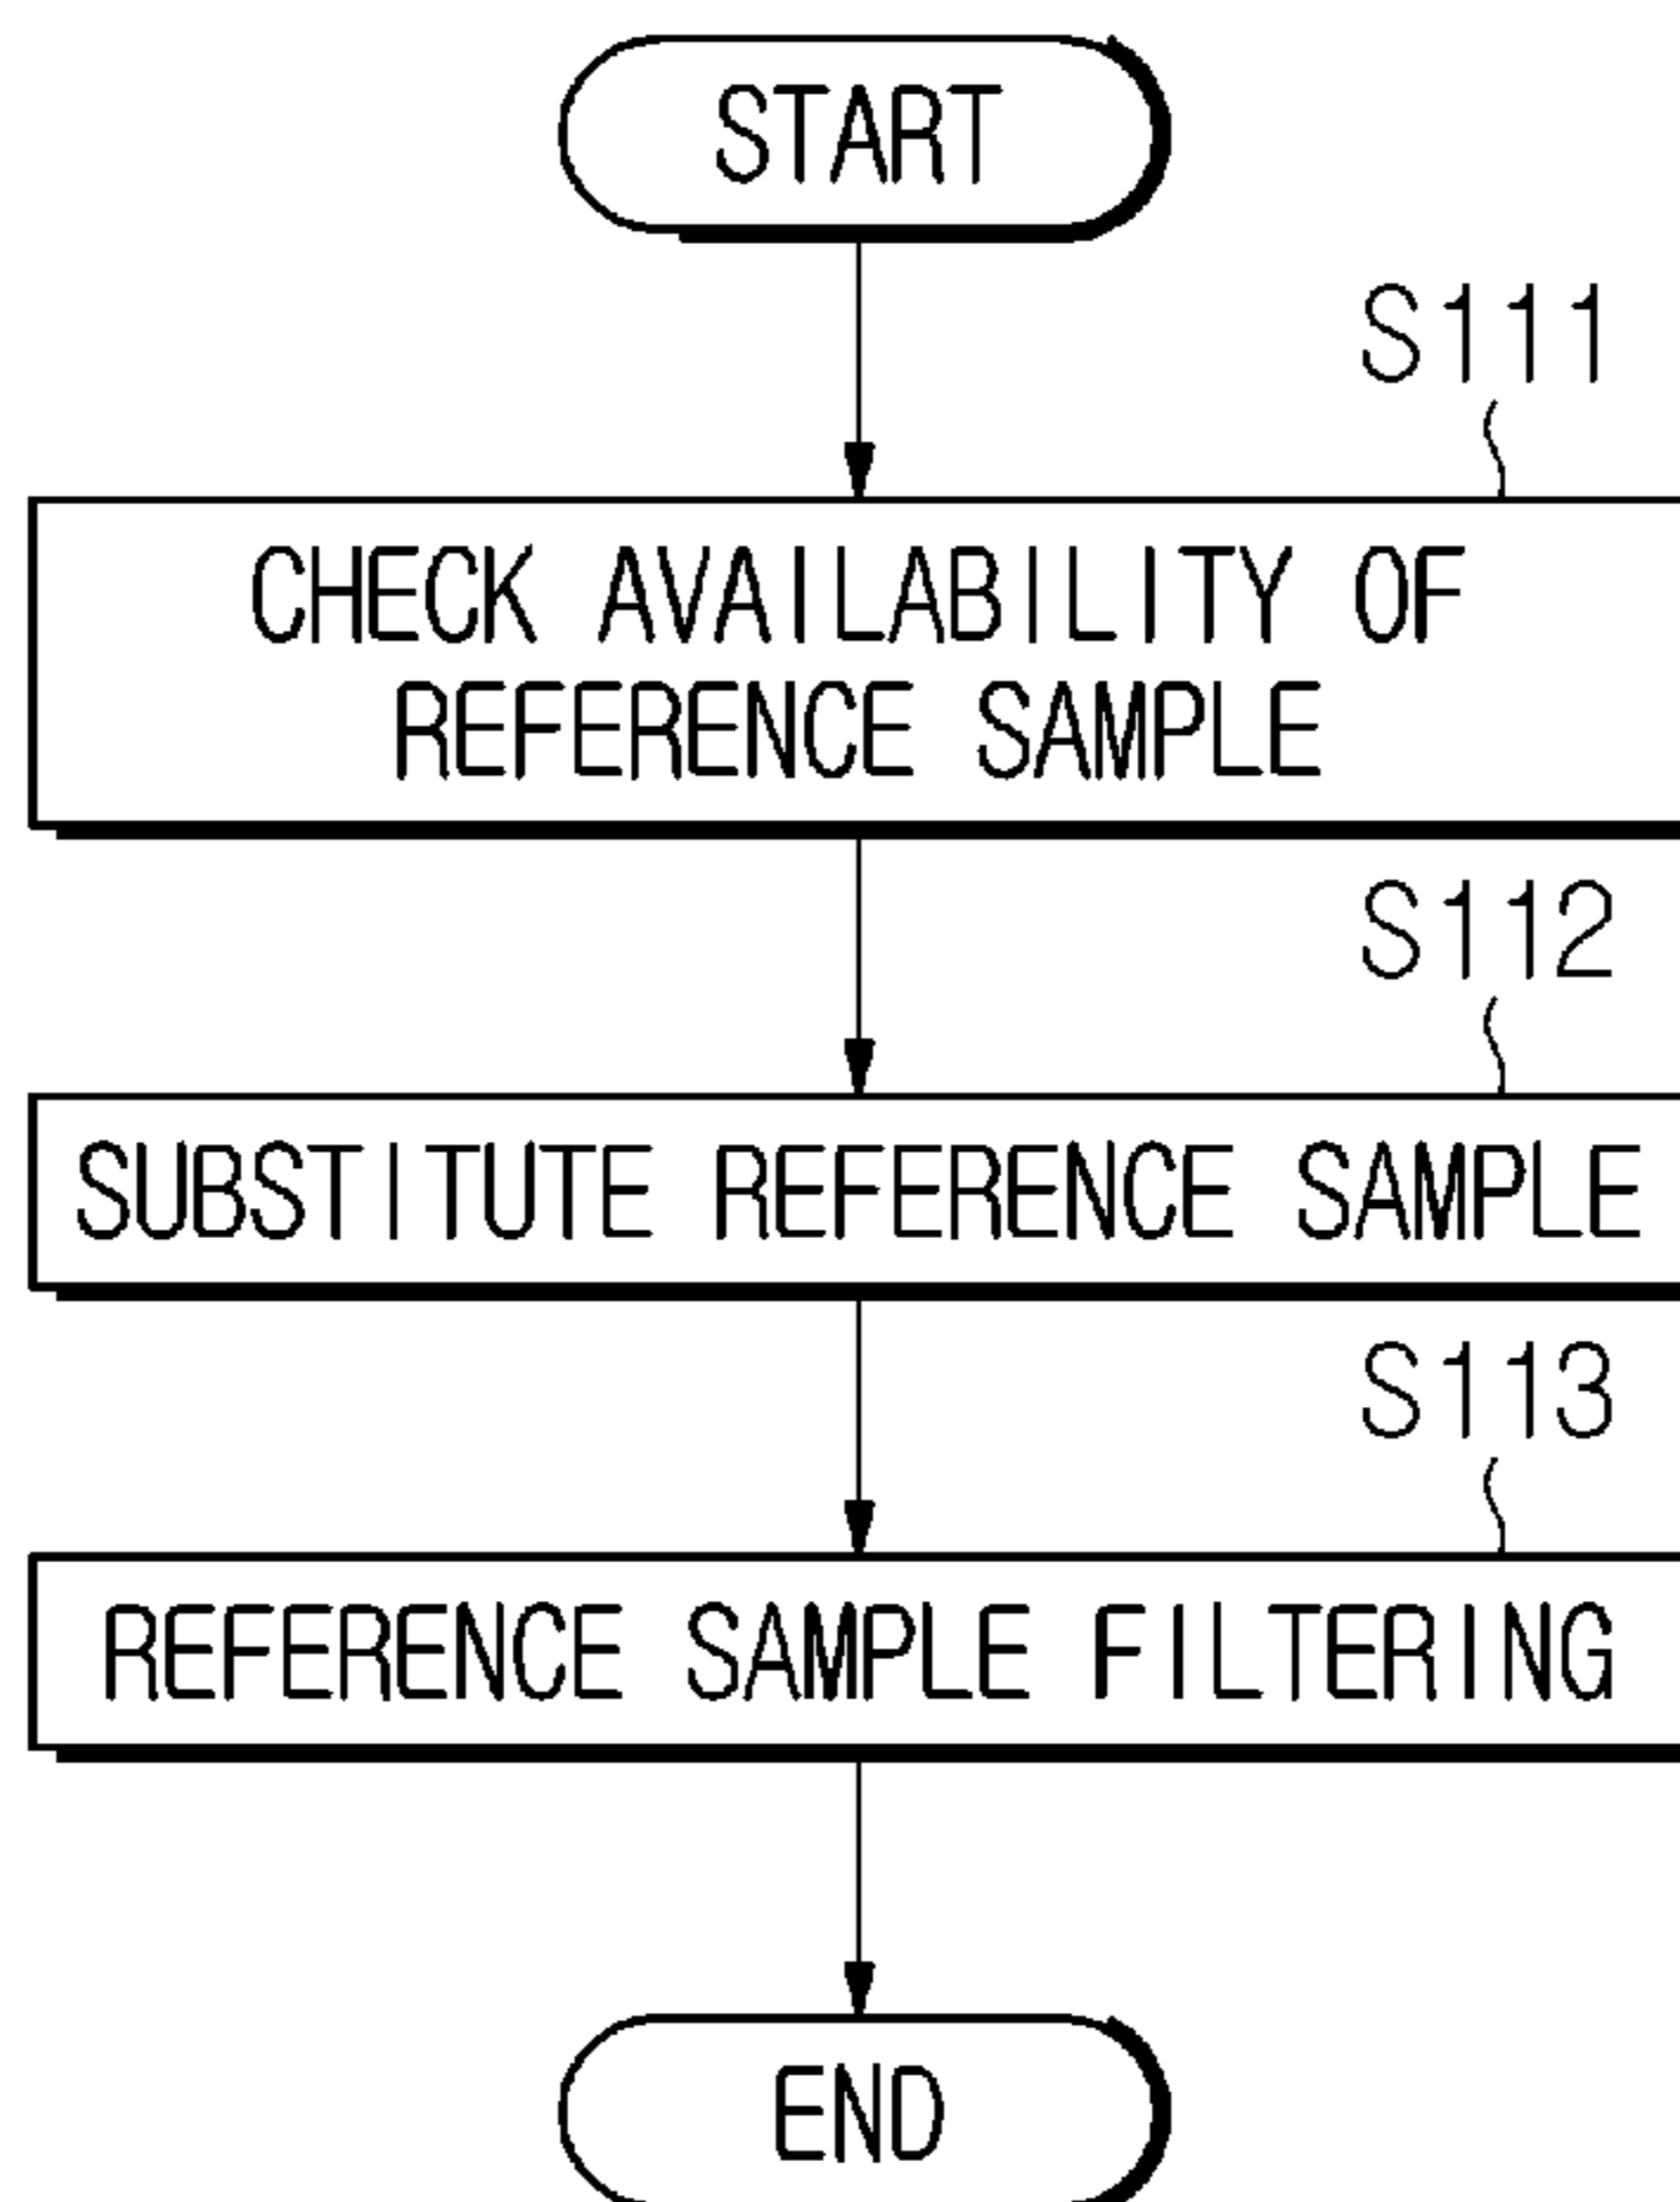 START
S111
CHECK AVAILABILITY OF
REFERENCE SAMPLE
S112
SUBSTITUTE REFERENCE SAMPLE
S113
REFERENCE SAMPLE FILTERING
END